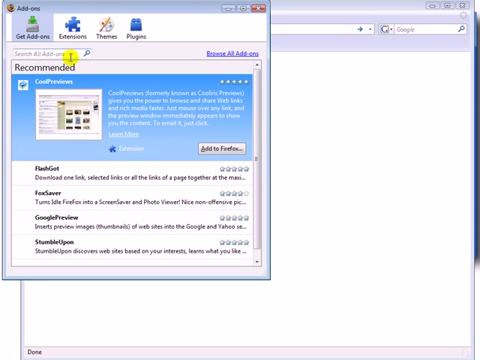 Add-ons
Get Add-ons Extensions Themes Plugins
Google
Search All Add-ons
Browse All Add-ons
Recommended
CoolPreviews
CoolPreviews (formerly known as Cooliris Previews)
gives you the power to browse and share Web links
and rich media faster. Just mouse over any link, and
the preview window immediately appears to show
you the content. To email it, just click.
Learn More
Extension
Add to Firefox...
FlashGot
Download one link, selected links or all the links of a page together at the maxi...
FoxSaver
Turns Idle FireFox into a ScreenSaver and Photo Viewer! Nice non-offensive pic...
GooglePreview
Inserts preview images (thumbnails) of web sites into the Google and Yahoo se...
StumbleUpon
StumbleUpon discovers web sites based on your interests, learns what you like ...
Done